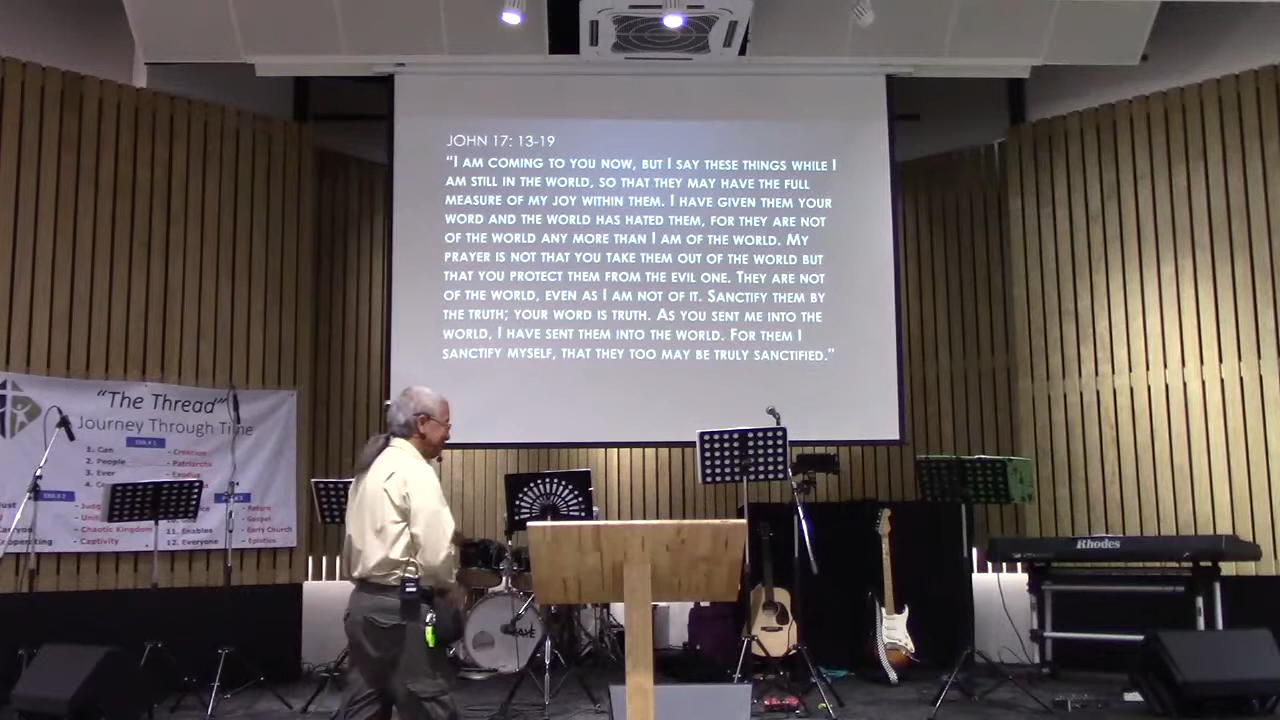 JOHN 17: 13-19
“I AM COMING TO YOU NOW, BUT I SAY THESE THINGS WHILE I
AM STILL IN THE WORLD, SO THAT THEY MAY HAVE THE FULL
MEASURE OF MY JOY WITHIN THEM. I HAVE GIVEN THEM YOUR
WORD AND THE WORLD HAS HATED THEM, FOR THEY ARE NOT
OF THE WORLD ANY MORE THAN I AM OF THE WORLD. MY
PRAYER IS NOT THAT YOU TAKE THEM OUT OF THE WORLD BUT
THAT YOU PROTECT THEM FROM THE EVIL ONE. THEY ARE NOT
OF THE WORLD, EVEN AS I AM NOT OF IT. SANCTIFY THEM BY
THE TRUTH; YOUR WORD IS TRUTH. AS YOU SENT ME INTO THE
WORLD, I HAVE SENT THEM INTO THE WORLD. FOR THEM I
SANCTIFY MYSELF, THAT THEY TOO MAY BE TRULY SANCTIFIED.”
“The Thread”
Journey Through Time
1. Can - Creation
2. People - Patriarchs
3. Ever - Exodus
4.
- Chaotic Kingdom
- Captivity
11. Enables
12. Everyone
- Return
- Gospel
- Early Church
- Epistles
Rhodes